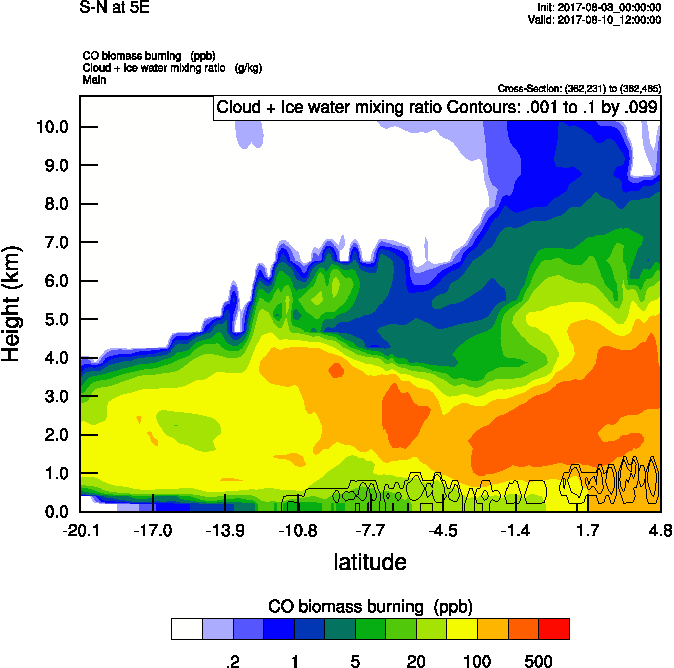 S-N at 5E
Init: 2017-08-03_00:00:00
Valid: 2017-08-10_12:00:00
CO biomass burning (ppb)
Cloud + Ice water mixing ratio (g/kg)
Main
Cross-Section: (362,231) to (362,485)
Cloud + Ice water mixing ratio Contours: .001 to .1 by .099
10.0
9.0
8.0
7.0
6.0
5.0
4.0
3.0
2.0
1.0
0.0
Height (km)
-20.1 -17.0 -13.9 -10.8 -7.7 -4.5 -1.4 1.7 4.8
latitude
CO biomass burning (ppb)
.2 1 5 20 100 500